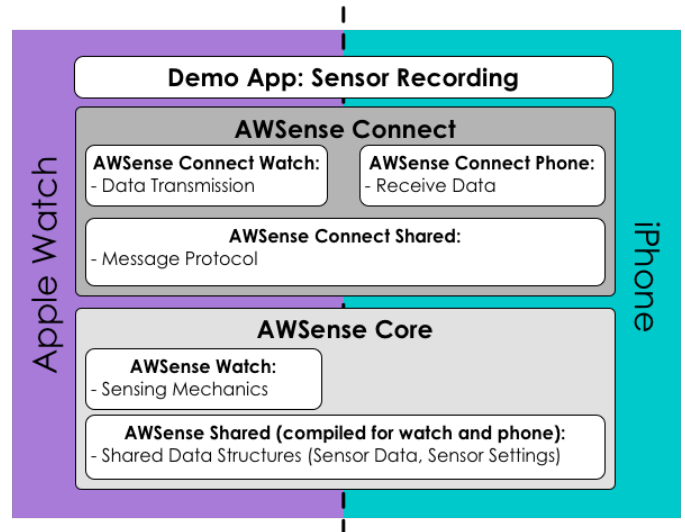 Demo App: Sensor Recording
AWSense Connect
AWSense Connect Watch:
- Data Transmission
AWSense Connect Phone:
- Receive Data
AWSense Connect Shared:
- Message Protocol
Apple Watch
iPhone
AWSense Core
AWSense Watch:
- Sensing Mechanics
AWSense Shared (compiled for watch and phone):
- Shared Data Structures (Sensor Data, Sensor Settings)